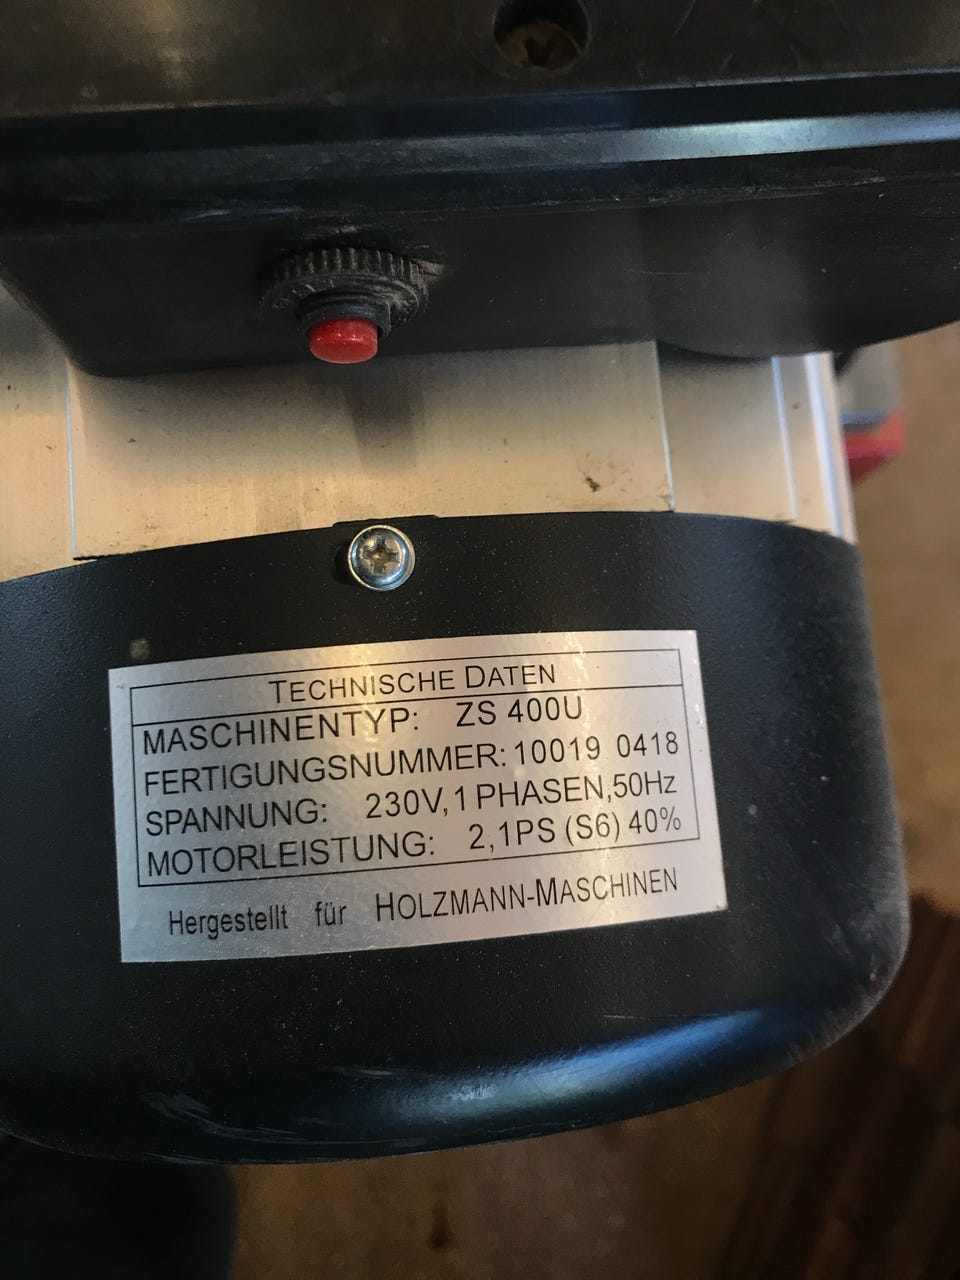 TECHNISCHE DATEN
MASCHINENTYP: ZS 400U
FERTIGUNGSNUMMER: 10019 0418
SPANNUNG: 230V, 1 PHASEN, 50Hz
MOTORLEISTUNG: 2,1PS (S6) 40%
Hergestellt für HOLZMANN-MASCHINEN